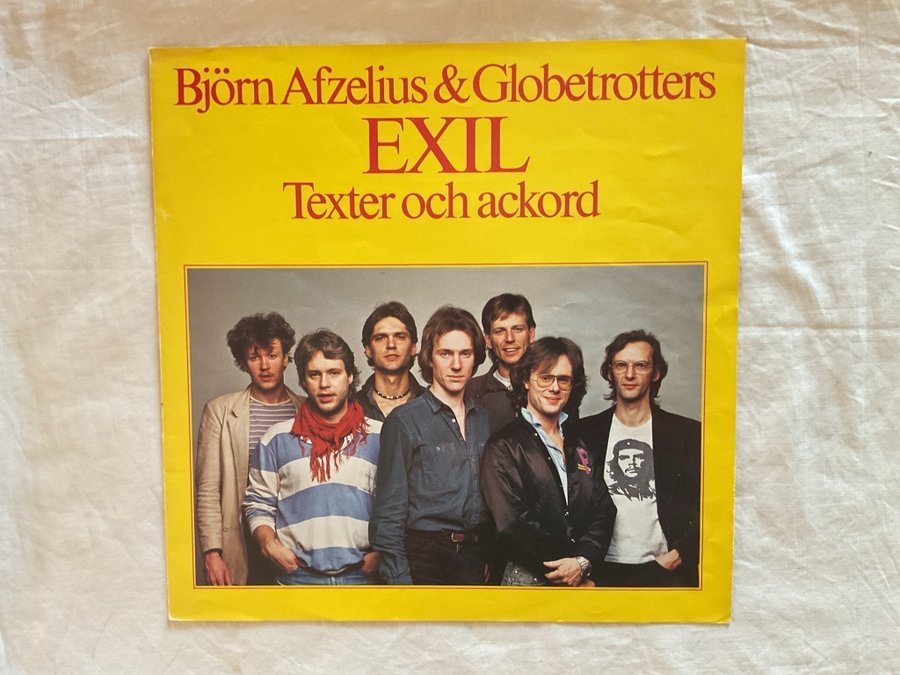 Björn Afzelius & Globetrotters
EXIL
Texter och ackord